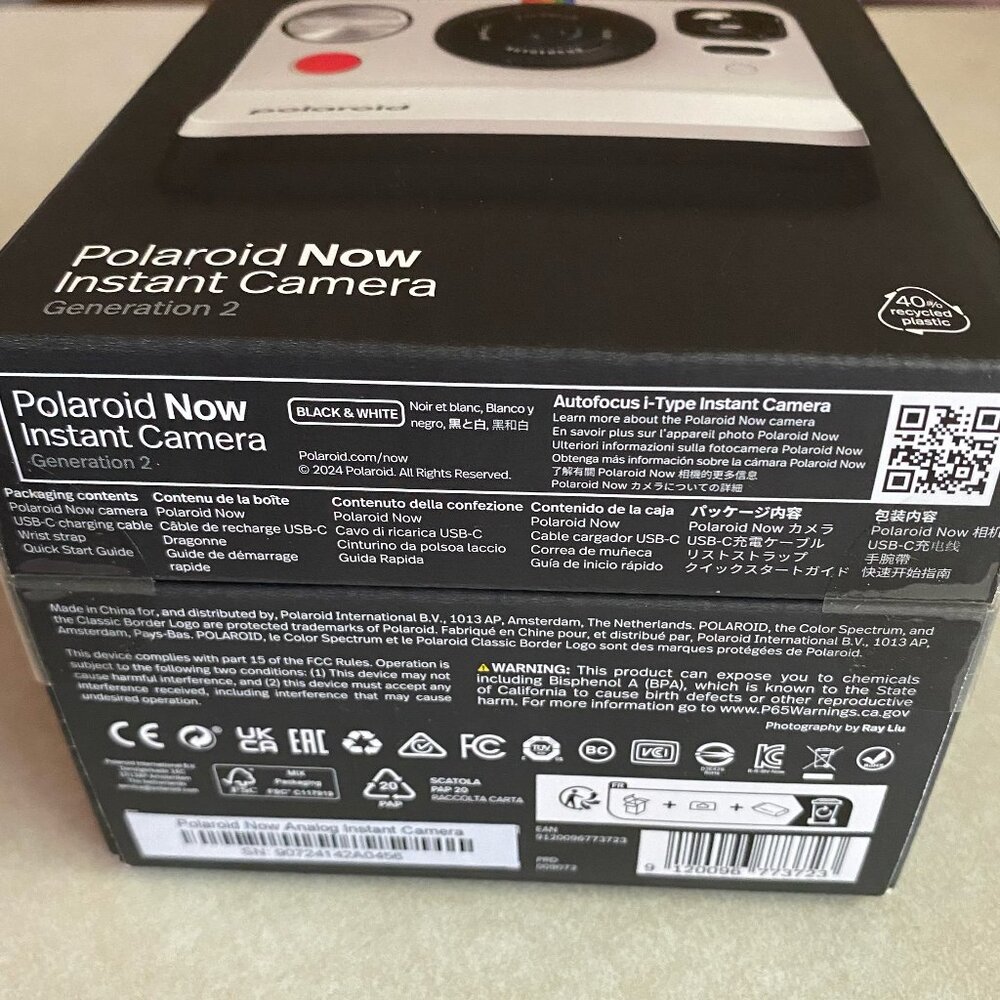 polaroid
Polaroid Now
Instant Camera
Generation 2
40%
recycled
plastic
Polaroid Now
Instant Camera
Generation 2
BLACK & WHITE
Noir et blanc, Blanco y
negro, 黒と白, 黑和白
Polaroid.com/now
© 2024 Polaroid. All Rights Reserved.
Autofocus i-Type Instant Camera
Learn more about the Polaroid Now camera
En savoir plus sur l'appareil photo Polaroid Now
Ulteriori informazioni sulla fotocamera Polaroid Now
Obtenga más información sobre la cámara Polaroid Now
了解有關 Polaroid Now 相機的更多信息
Polaroid Now カメラについての詳細
Packaging contents
Polaroid Now camera
USB-C charging cable
Wrist strap
Quick Start Guide
Contenu de la boîte
Polaroid Now
Câble de recharge USB-C
Dragonne
Guide de démarrage
rapide
Contenuto della confezione
Polaroid Now
Cavo di ricarica USB-C
Cinturino da polsoa laccio
Guida Rapida
Contenido de la caja
Polaroid Now
Cable cargador USB-C
Correa de muñeca
Guía de inicio rápido
パッケージ内容
Polaroid Now カメラ
USB-C充電ケーブル
リストストラップ
クイックスタートガイド
包装内容
Polaroid Now 相机
USB-C充电线
手腕带
快速开始指南
Made in China for, and distributed by, Polaroid International B.V., 1013 AP, Amsterdam, The Netherlands. POLAROID, the Color Spectrum, and
the Classic Border Logo are protected trademarks of Polaroid. Fabriqué en Chine pour, et distribué par, Polaroid International B.V., 1013 AP,
Amsterdam, Pays-Bas. POLAROID, le Color Spectrum et le Polaroid Classic Border Logo sont des marques protégées de Polaroid.
This device complies with part 15 of the FCC Rules. Operation is
subject to the following two conditions: (1) This device may not
cause harmful interference, and (2) this device must accept any
interference received, including interference that may cause
undesired operation.
WARNING: This product can expose you to chemicals
including Bisphenol A (BPA), which is known to the State
of California to cause birth defects or other reproductive
harm. For more information go to www.P65Warnings.ca.gov
Photography by Ray Liu
CE
UK
CA
EAC
FC
TÜV
BC
VCI
FSC
MIX
Packaging
FSC® C117919
20
PAP
SCATOLA
PAP 20
RACCOLTA CARTA
FR
EAN
9120096773723
PRD
009072
Polaroid Now Analog Instant Camera
SN: 90724142A0456
9 120096 773723